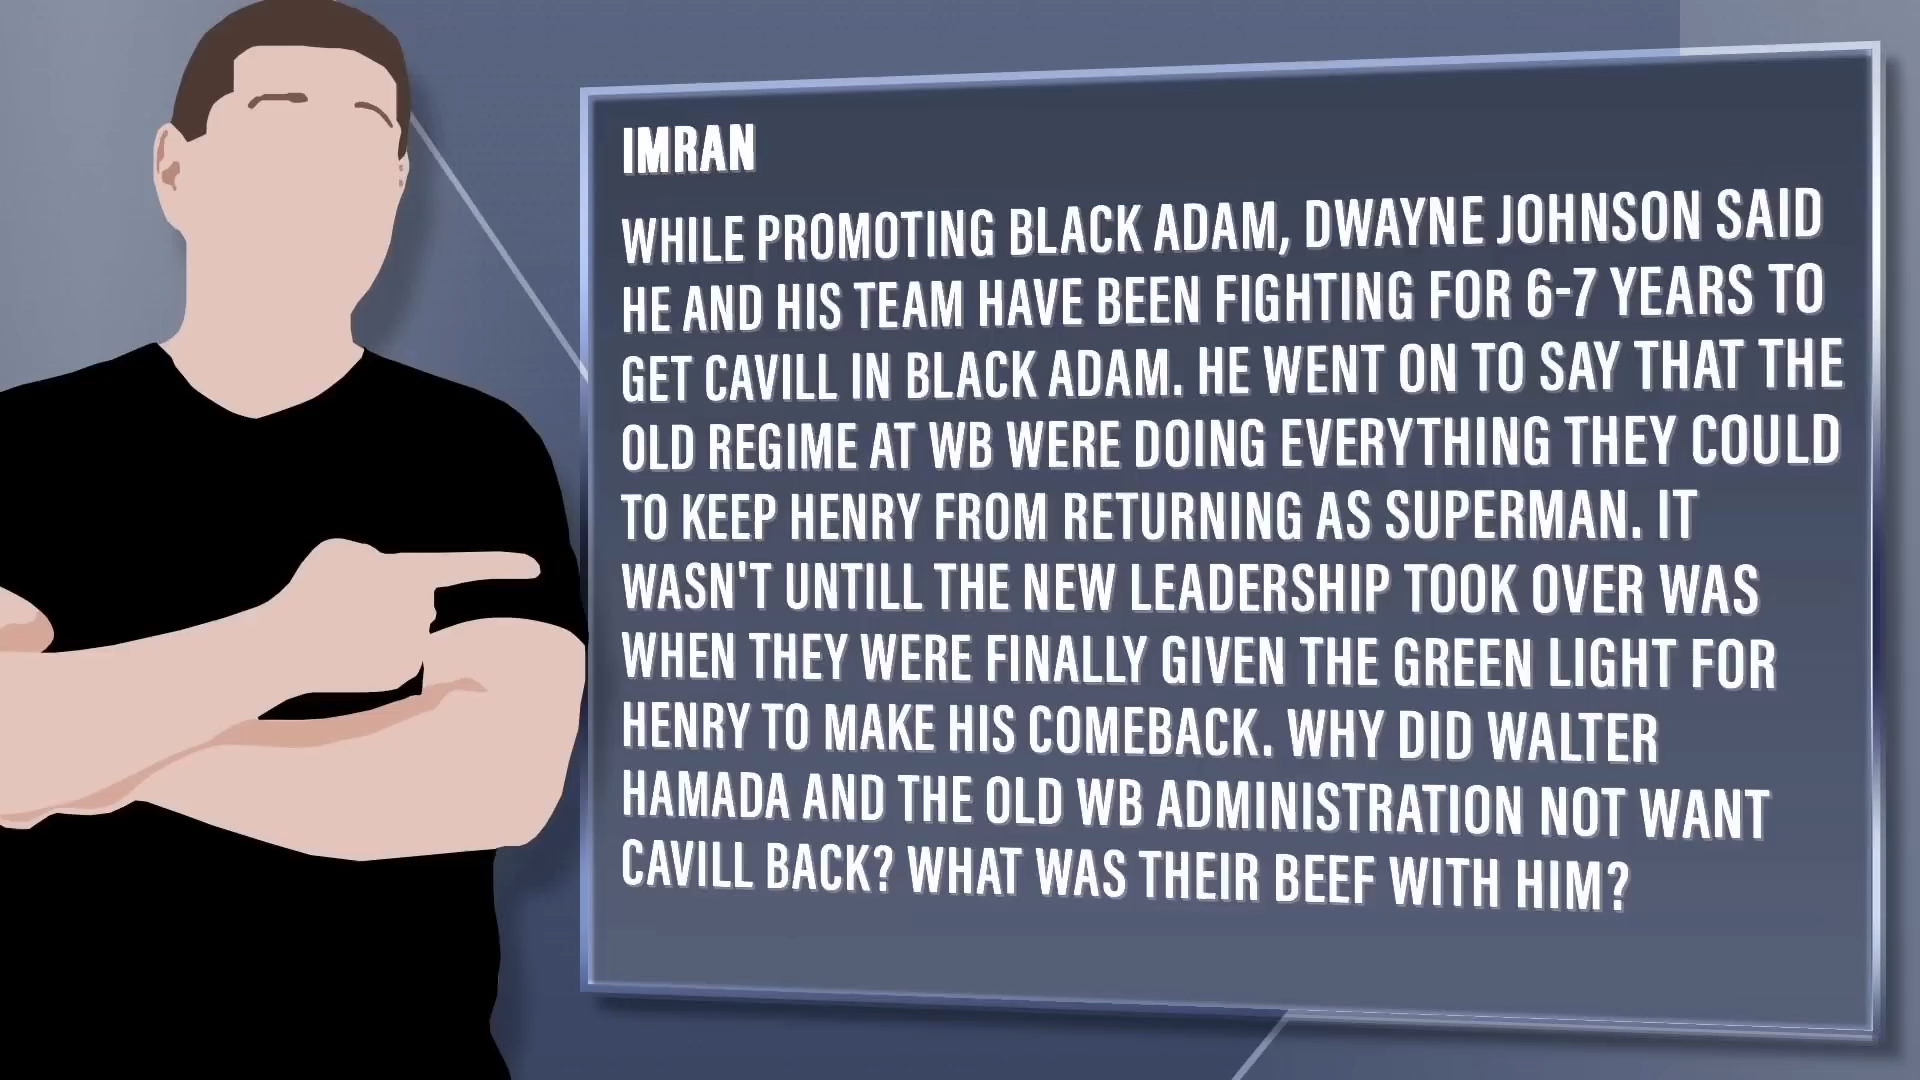 IMRAN
WHILE PROMOTING BLACK ADAM, DWAYNE JOHNSON SAID
HE AND HIS TEAM HAVE BEEN FIGHTING FOR 6-7 YEARS TO
GET CAVILL IN BLACK ADAM. HE WENT ON TO SAY THAT THE
OLD REGIME AT WB WERE DOING EVERYTHING THEY COULD
TO KEEP HENRY FROM RETURNING AS SUPERMAN. IT
WASN'T UNTILL THE NEW LEADERSHIP TOOK OVER WAS
WHEN THEY WERE FINALLY GIVEN THE GREEN LIGHT FOR
HENRY TO MAKE HIS COMEBACK. WHY DID WALTER
HAMADA AND THE OLD WB ADMINISTRATION NOT WANT
CAVILL BACK? WHAT WAS THEIR BEEF WITH HIM?